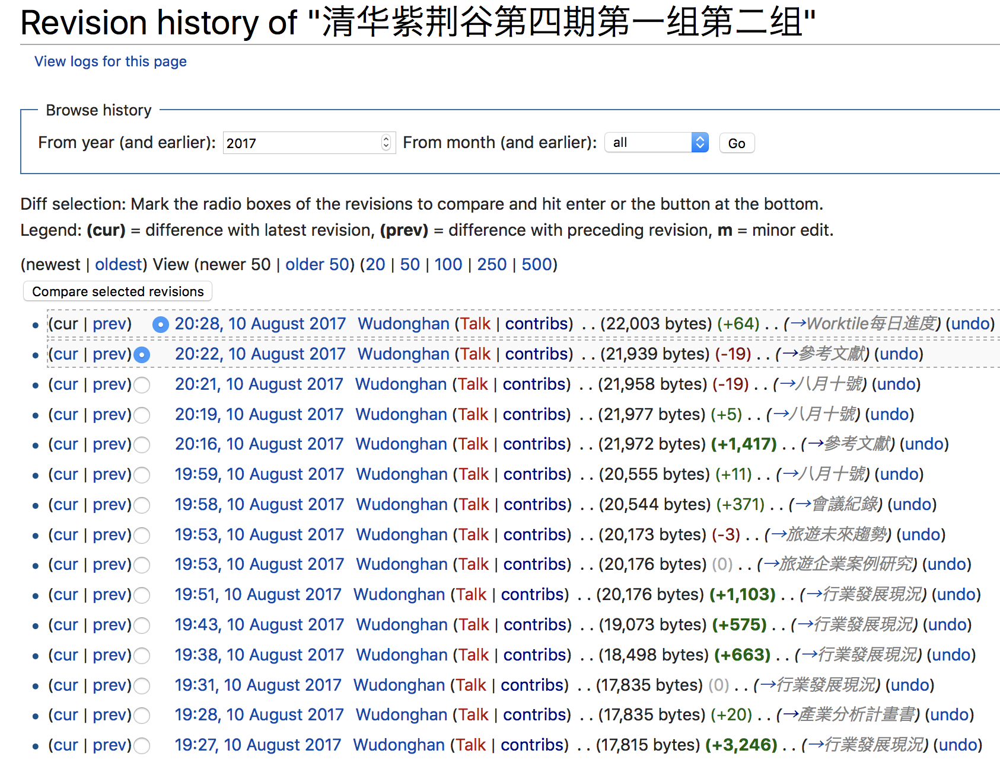 Revision history of "清华紫荆谷第四期第一组第二组"
View logs for this page
Browse history
From year (and earlier): 2017 From month (and earlier): all Go
Diff selection: Mark the radio boxes of the revisions to compare and hit enter or the button at the bottom.
Legend: (cur) = difference with latest revision, (prev) = difference with preceding revision, m = minor edit.
(newest | oldest) View (newer 50 | older 50) (20 | 50 | 100 | 250 | 500)
Compare selected revisions
(cur | prev) 20:28, 10 August 2017 Wudonghan (Talk | contribs) . . (22,003 bytes) (+64) . . (→Worktile每日進度) (undo)
(cur | prev) 20:22, 10 August 2017 Wudonghan (Talk | contribs) . . (21,939 bytes) (-19) . . (→參考文獻) (undo)
(cur | prev) 20:21, 10 August 2017 Wudonghan (Talk | contribs) . . (21,958 bytes) (-19) . . (→八月十號) (undo)
(cur | prev) 20:19, 10 August 2017 Wudonghan (Talk | contribs) . . (21,977 bytes) (+5) . . (→八月十號) (undo)
(cur | prev) 20:16, 10 August 2017 Wudonghan (Talk | contribs) . . (21,972 bytes) (+1,417) . . (→參考文獻) (undo)
(cur | prev) 19:59, 10 August 2017 Wudonghan (Talk | contribs) . . (20,555 bytes) (+11) . . (→八月十號) (undo)
(cur | prev) 19:58, 10 August 2017 Wudonghan (Talk | contribs) . . (20,544 bytes) (+371) . . (→會議紀錄) (undo)
(cur | prev) 19:53, 10 August 2017 Wudonghan (Talk | contribs) . . (20,173 bytes) (-3) . . (→旅遊未來趨勢) (undo)
(cur | prev) 19:53, 10 August 2017 Wudonghan (Talk | contribs) . . (20,176 bytes) (0) . . (→旅遊企業案例研究) (undo)
(cur | prev) 19:51, 10 August 2017 Wudonghan (Talk | contribs) . . (20,176 bytes) (+1,103) . . (→行業發展現況) (undo)
(cur | prev) 19:43, 10 August 2017 Wudonghan (Talk | contribs) . . (19,073 bytes) (+575) . . (→行業發展現況) (undo)
(cur | prev) 19:38, 10 August 2017 Wudonghan (Talk | contribs) . . (18,498 bytes) (+663) . . (→行業發展現況) (undo)
(cur | prev) 19:31, 10 August 2017 Wudonghan (Talk | contribs) . . (17,835 bytes) (0) . . (→行業發展現況) (undo)
(cur | prev) 19:28, 10 August 2017 Wudonghan (Talk | contribs) . . (17,835 bytes) (+20) . . (→產業分析計畫書) (undo)
(cur | prev) 19:27, 10 August 2017 Wudonghan (Talk | contribs) . . (17,815 bytes) (+3,246) . . (→行業發展現況) (undo)